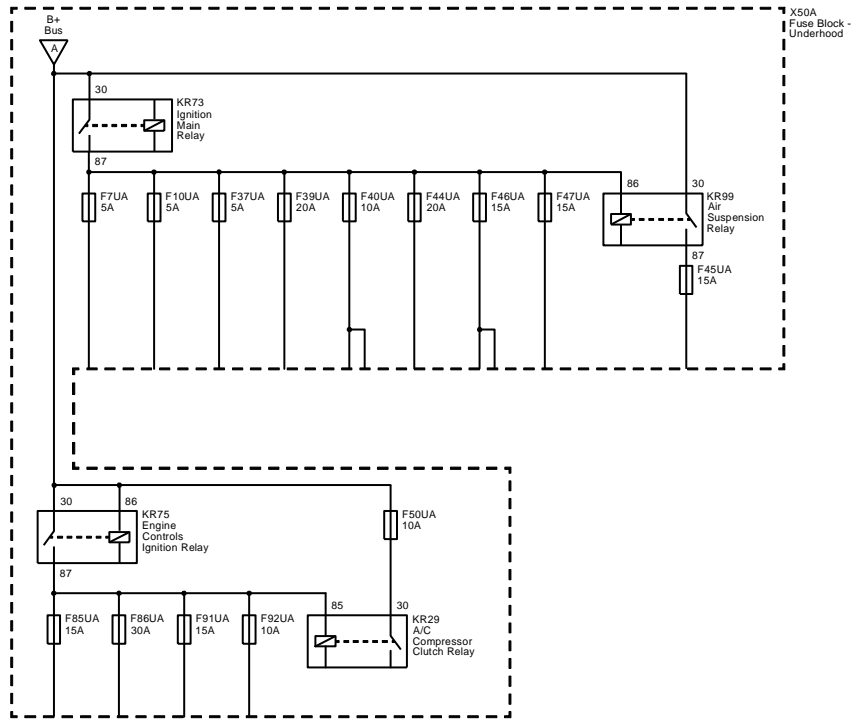 X50A
Fuse Block -
Underhood
B+
Bus
A
30
KR73
Ignition
Main
Relay
87
F7UA
5A
F10UA
5A
F37UA
5A
F39UA
20A
F40UA
10A
F44UA
20A
F46UA
15A
F47UA
15A
86
30
KR99
Air
Suspension
Relay
87
F45UA
15A
30
86
KR75
Engine
Controls
Ignition Relay
87
F50UA
10A
F85UA
15A
F86UA
30A
F91UA
15A
F92UA
10A
85
30
KR29
A/C
Compressor
Clutch Relay